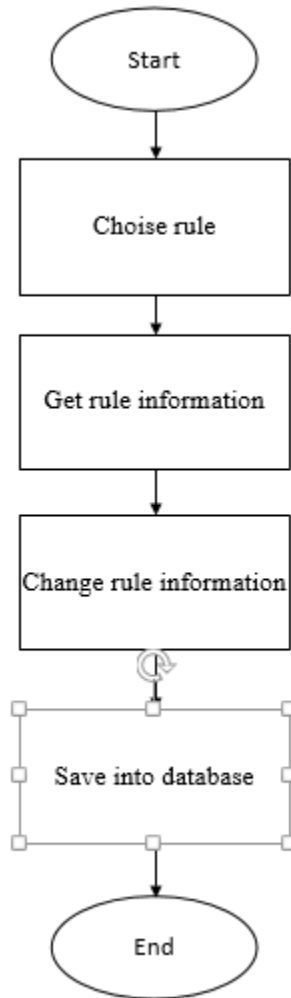 Start
Choise rule
Get rule information
Change rule information
Save into database
End